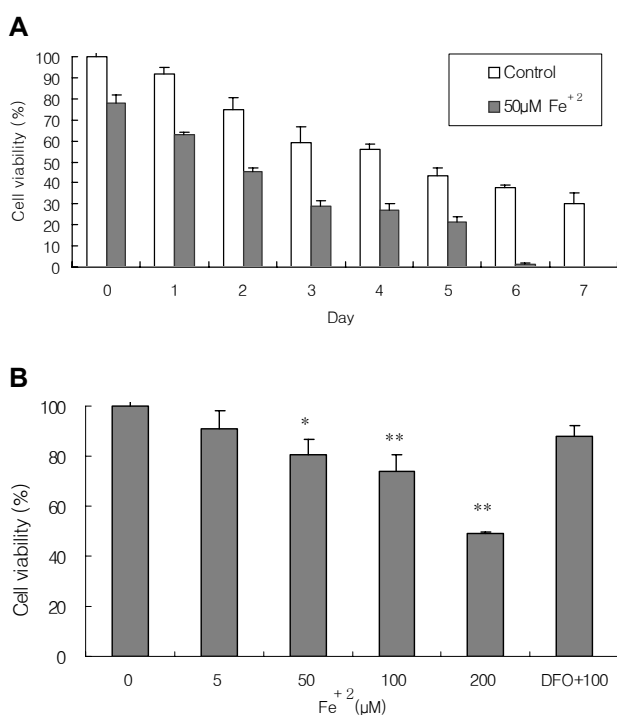 A
Cell viability (%)
100
90
80
70
60
50
40
30
20
10
0
Control
50μM Fe⁺²
0 1 2 3 4 5 6 7
Day
B
Cell viability (%)
100
80
60
40
20
0
*
**
**
0 5 50 100 200 DFO+100
Fe⁺²(μM)